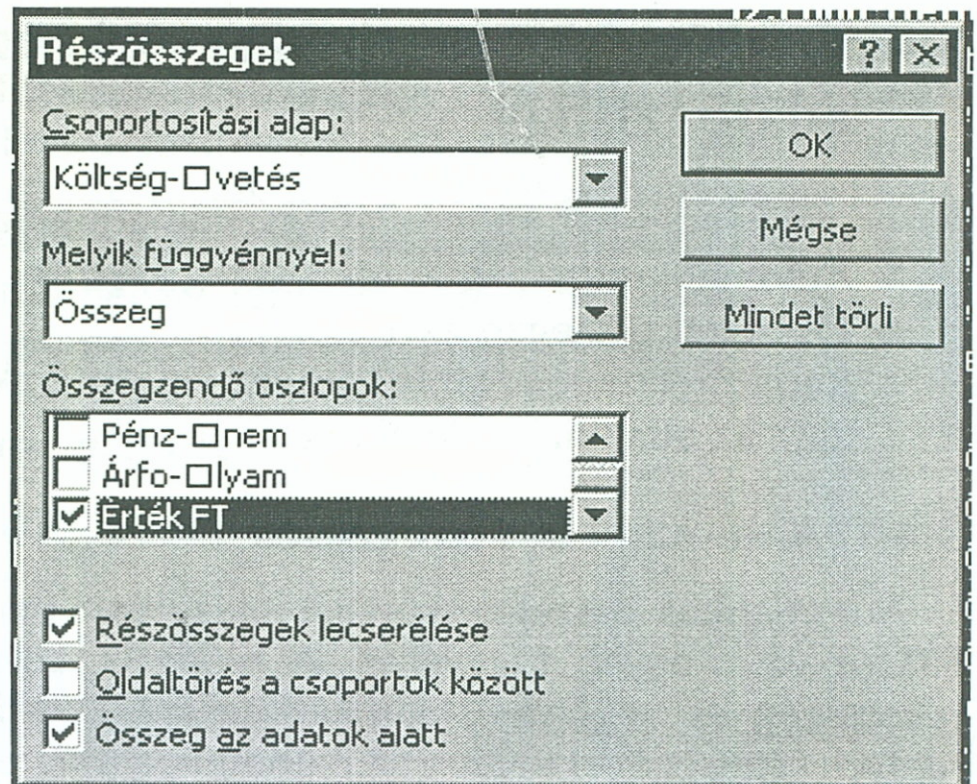 Részösszegek
Csoportosítási alap:
Költség-□vetés
OK
Mégse
Melyik függvénnyel:
Összeg
Mindet törli
Összegzendő oszlopok:
Pénz-□nem
Árfo-□lyam
Érték FT
Részösszegek lecserélése
Oldaltörés a csoportok között
Összeg az adatok alatt